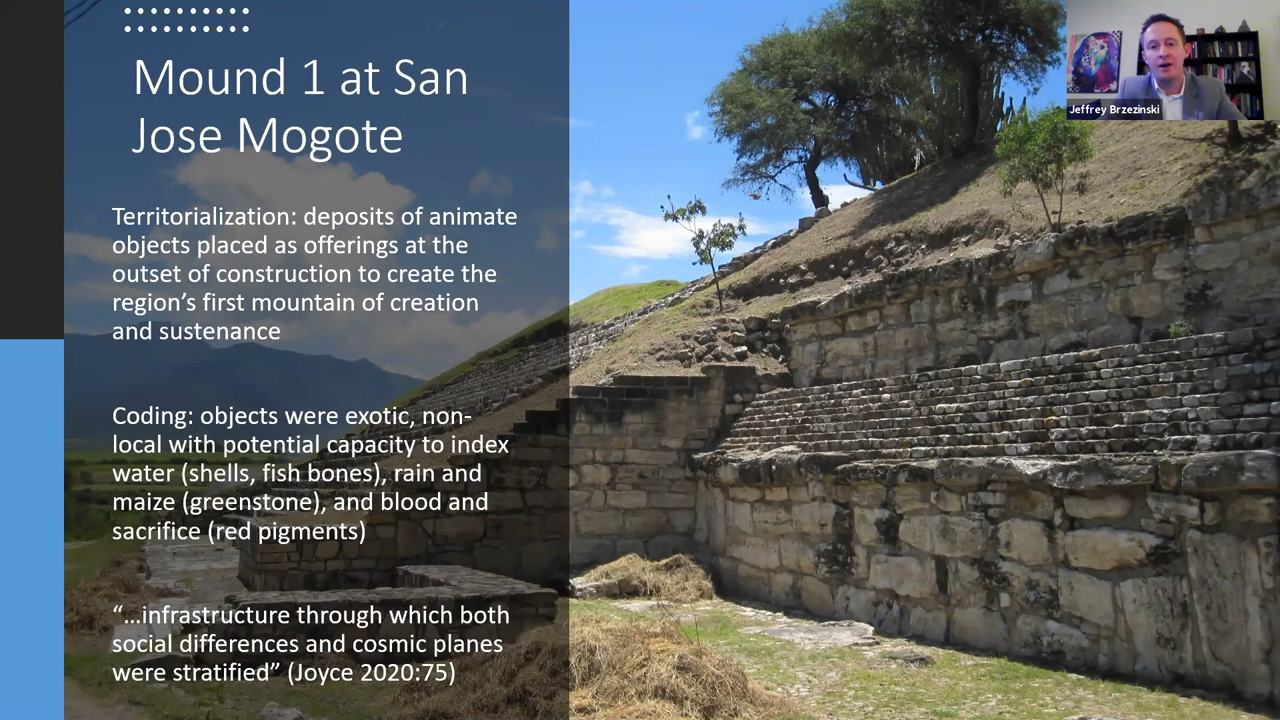 Mound 1 at San
Jose Mogote
Territorialization: deposits of animate
objects placed as offerings at the
outset of construction to create the
region’s first mountain of creation
and sustenance
Coding: objects were exotic, non-
local with potential capacity to index
water (shells, fish bones), rain and
maize (greenstone), and blood and
sacrifice (red pigments)
“…infrastructure through which both
social differences and cosmic planes
were stratified” (Joyce 2020:75)
Jeffrey Brzezinski